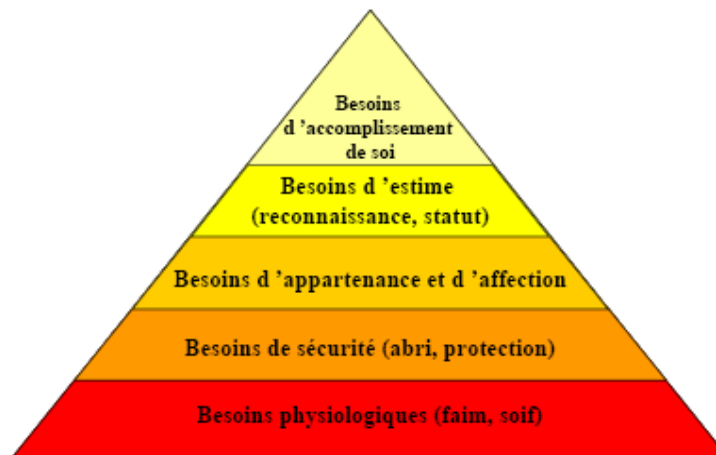 Besoins
d ’accomplissement
de soi
Besoins d ’estime
(reconnaissance, statut)
Besoins d ’appartenance et d ’affection
Besoins de sécurité (abri, protection)
Besoins physiologiques (faim, soif)